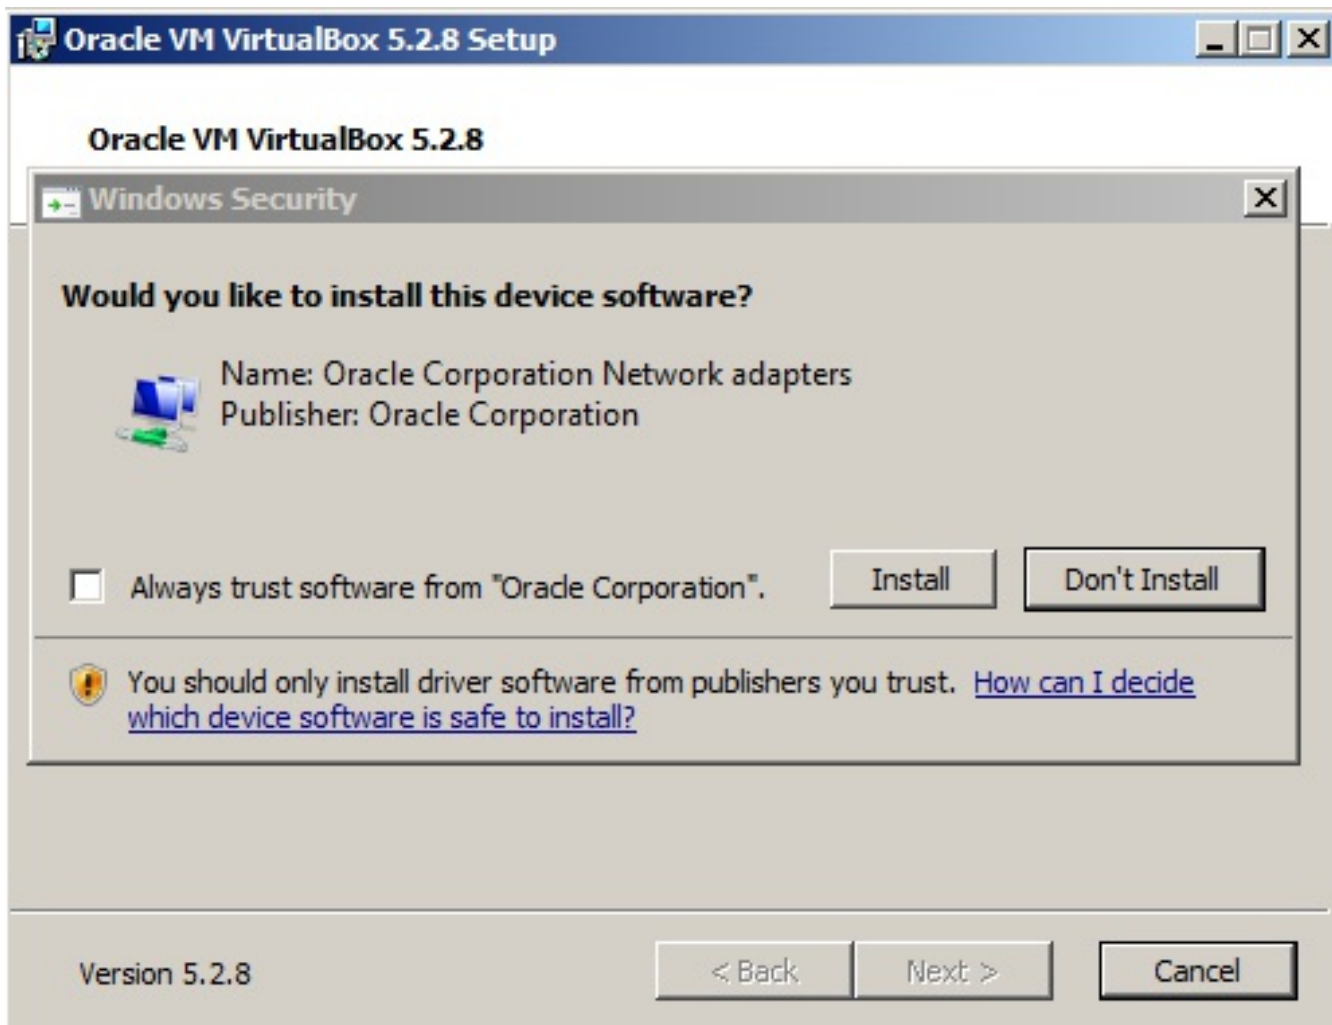 Oracle VM VirtualBox 5.2.8 Setup
Oracle VM VirtualBox 5.2.8
Windows Security
Would you like to install this device software?
Name: Oracle Corporation Network adapters
Publisher: Oracle Corporation
Always trust software from "Oracle Corporation".
Install
Don't Install
You should only install driver software from publishers you trust. How can I decide
which device software is safe to install?
Version 5.2.8
< Back
Next >
Cancel